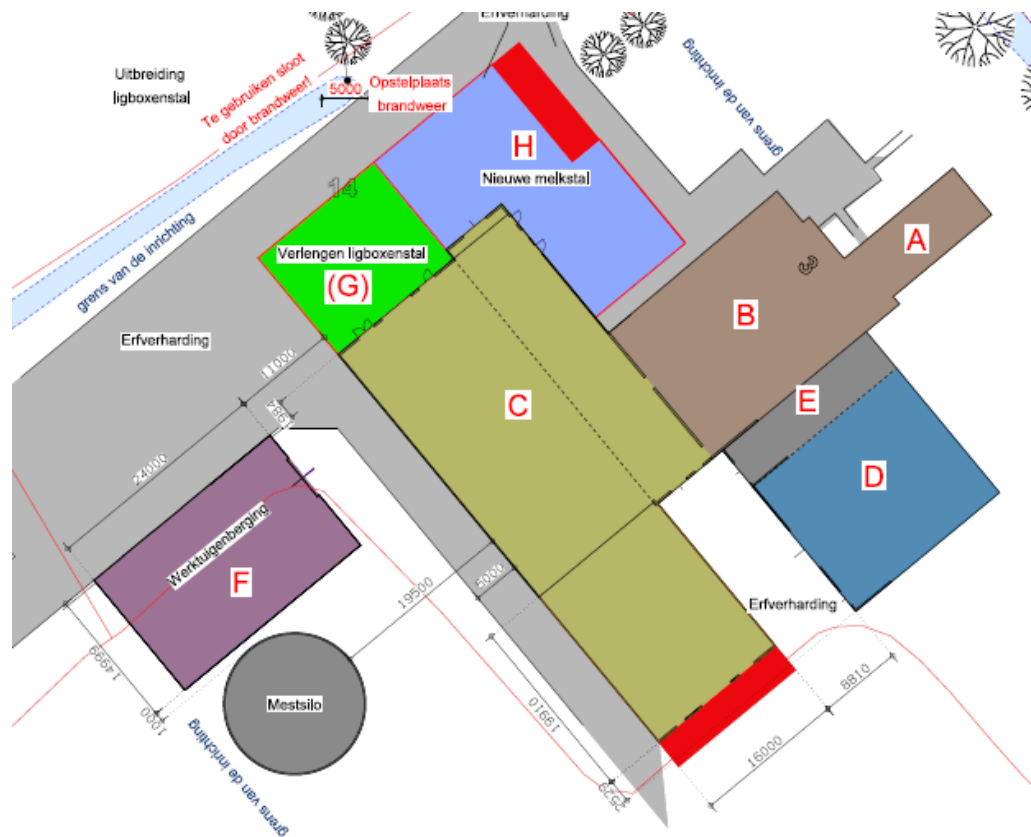 Erfverharding
Uitbreiding
ligboxenstal
Te gebruiken sloot
door brandweer!
5000
Opstelplaats
brandweer
grens van de inrichting
H
Nieuwe melkstal
14
A
Verlengen ligboxenstal
(G)
grens van de inrichting
3
B
Erfverharding
11000
C
E
984
24000
D
Werktuigenberging
F
19500
5000
Erfverharding
14999
1000
Mestsilo
8810
19910
16000
2529
grens van de inrichting